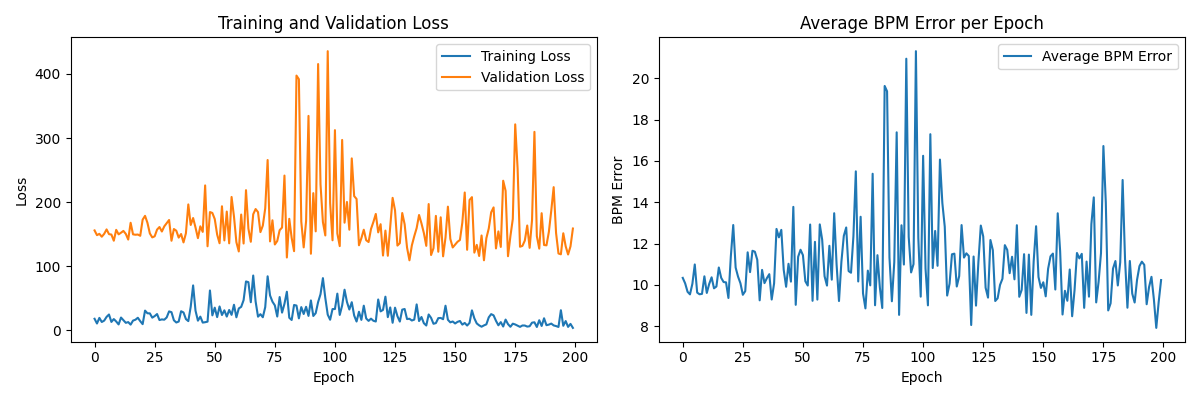 Training and Validation Loss
Training Loss
Validation Loss
400
300
200
100
0
Loss
0 25 50 75 100 125 150 175 200
Epoch
Average BPM Error per Epoch
Average BPM Error
20
18
16
14
12
10
8
BPM Error
0 25 50 75 100 125 150 175 200
Epoch